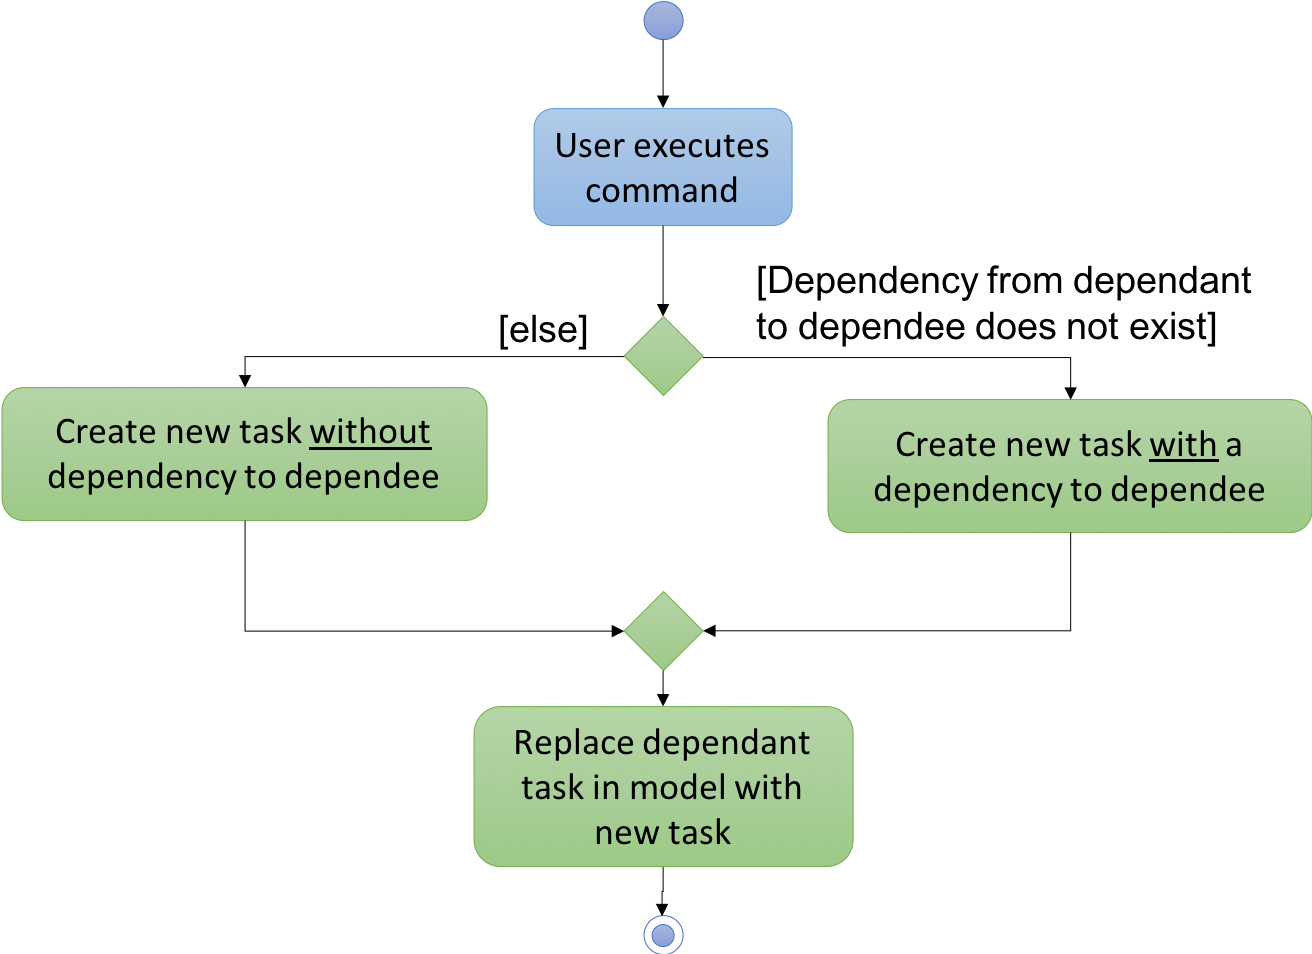 User executes
command
[Dependency from dependant
to dependee does not exist]
[else]
Create new task without
dependency to dependee
Create new task with a
dependency to dependee
Replace dependant
task in model with
new task